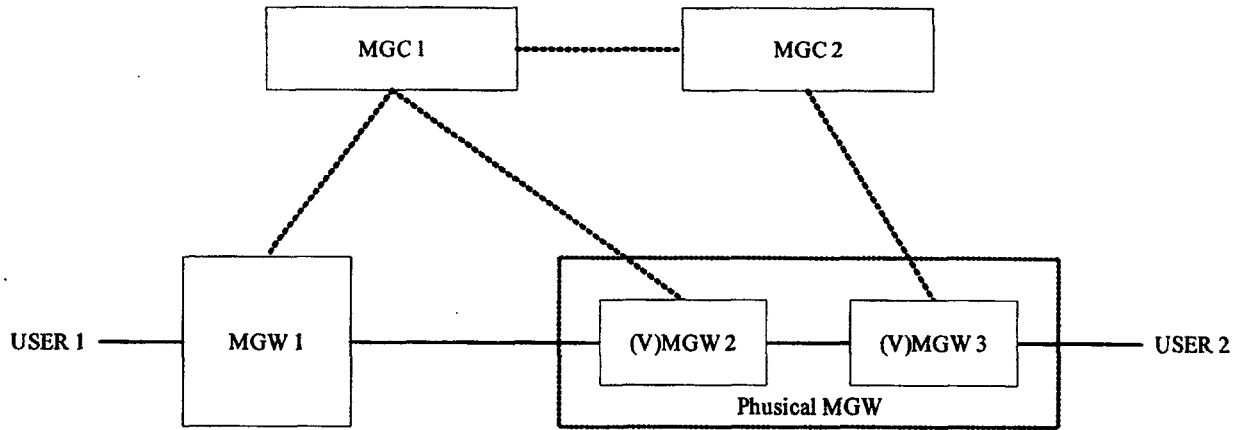 MGC 1
MGC 2
USER 1
MGW 1
(V)MGW 2
(V)MGW 3
USER 2
Phusical MGW